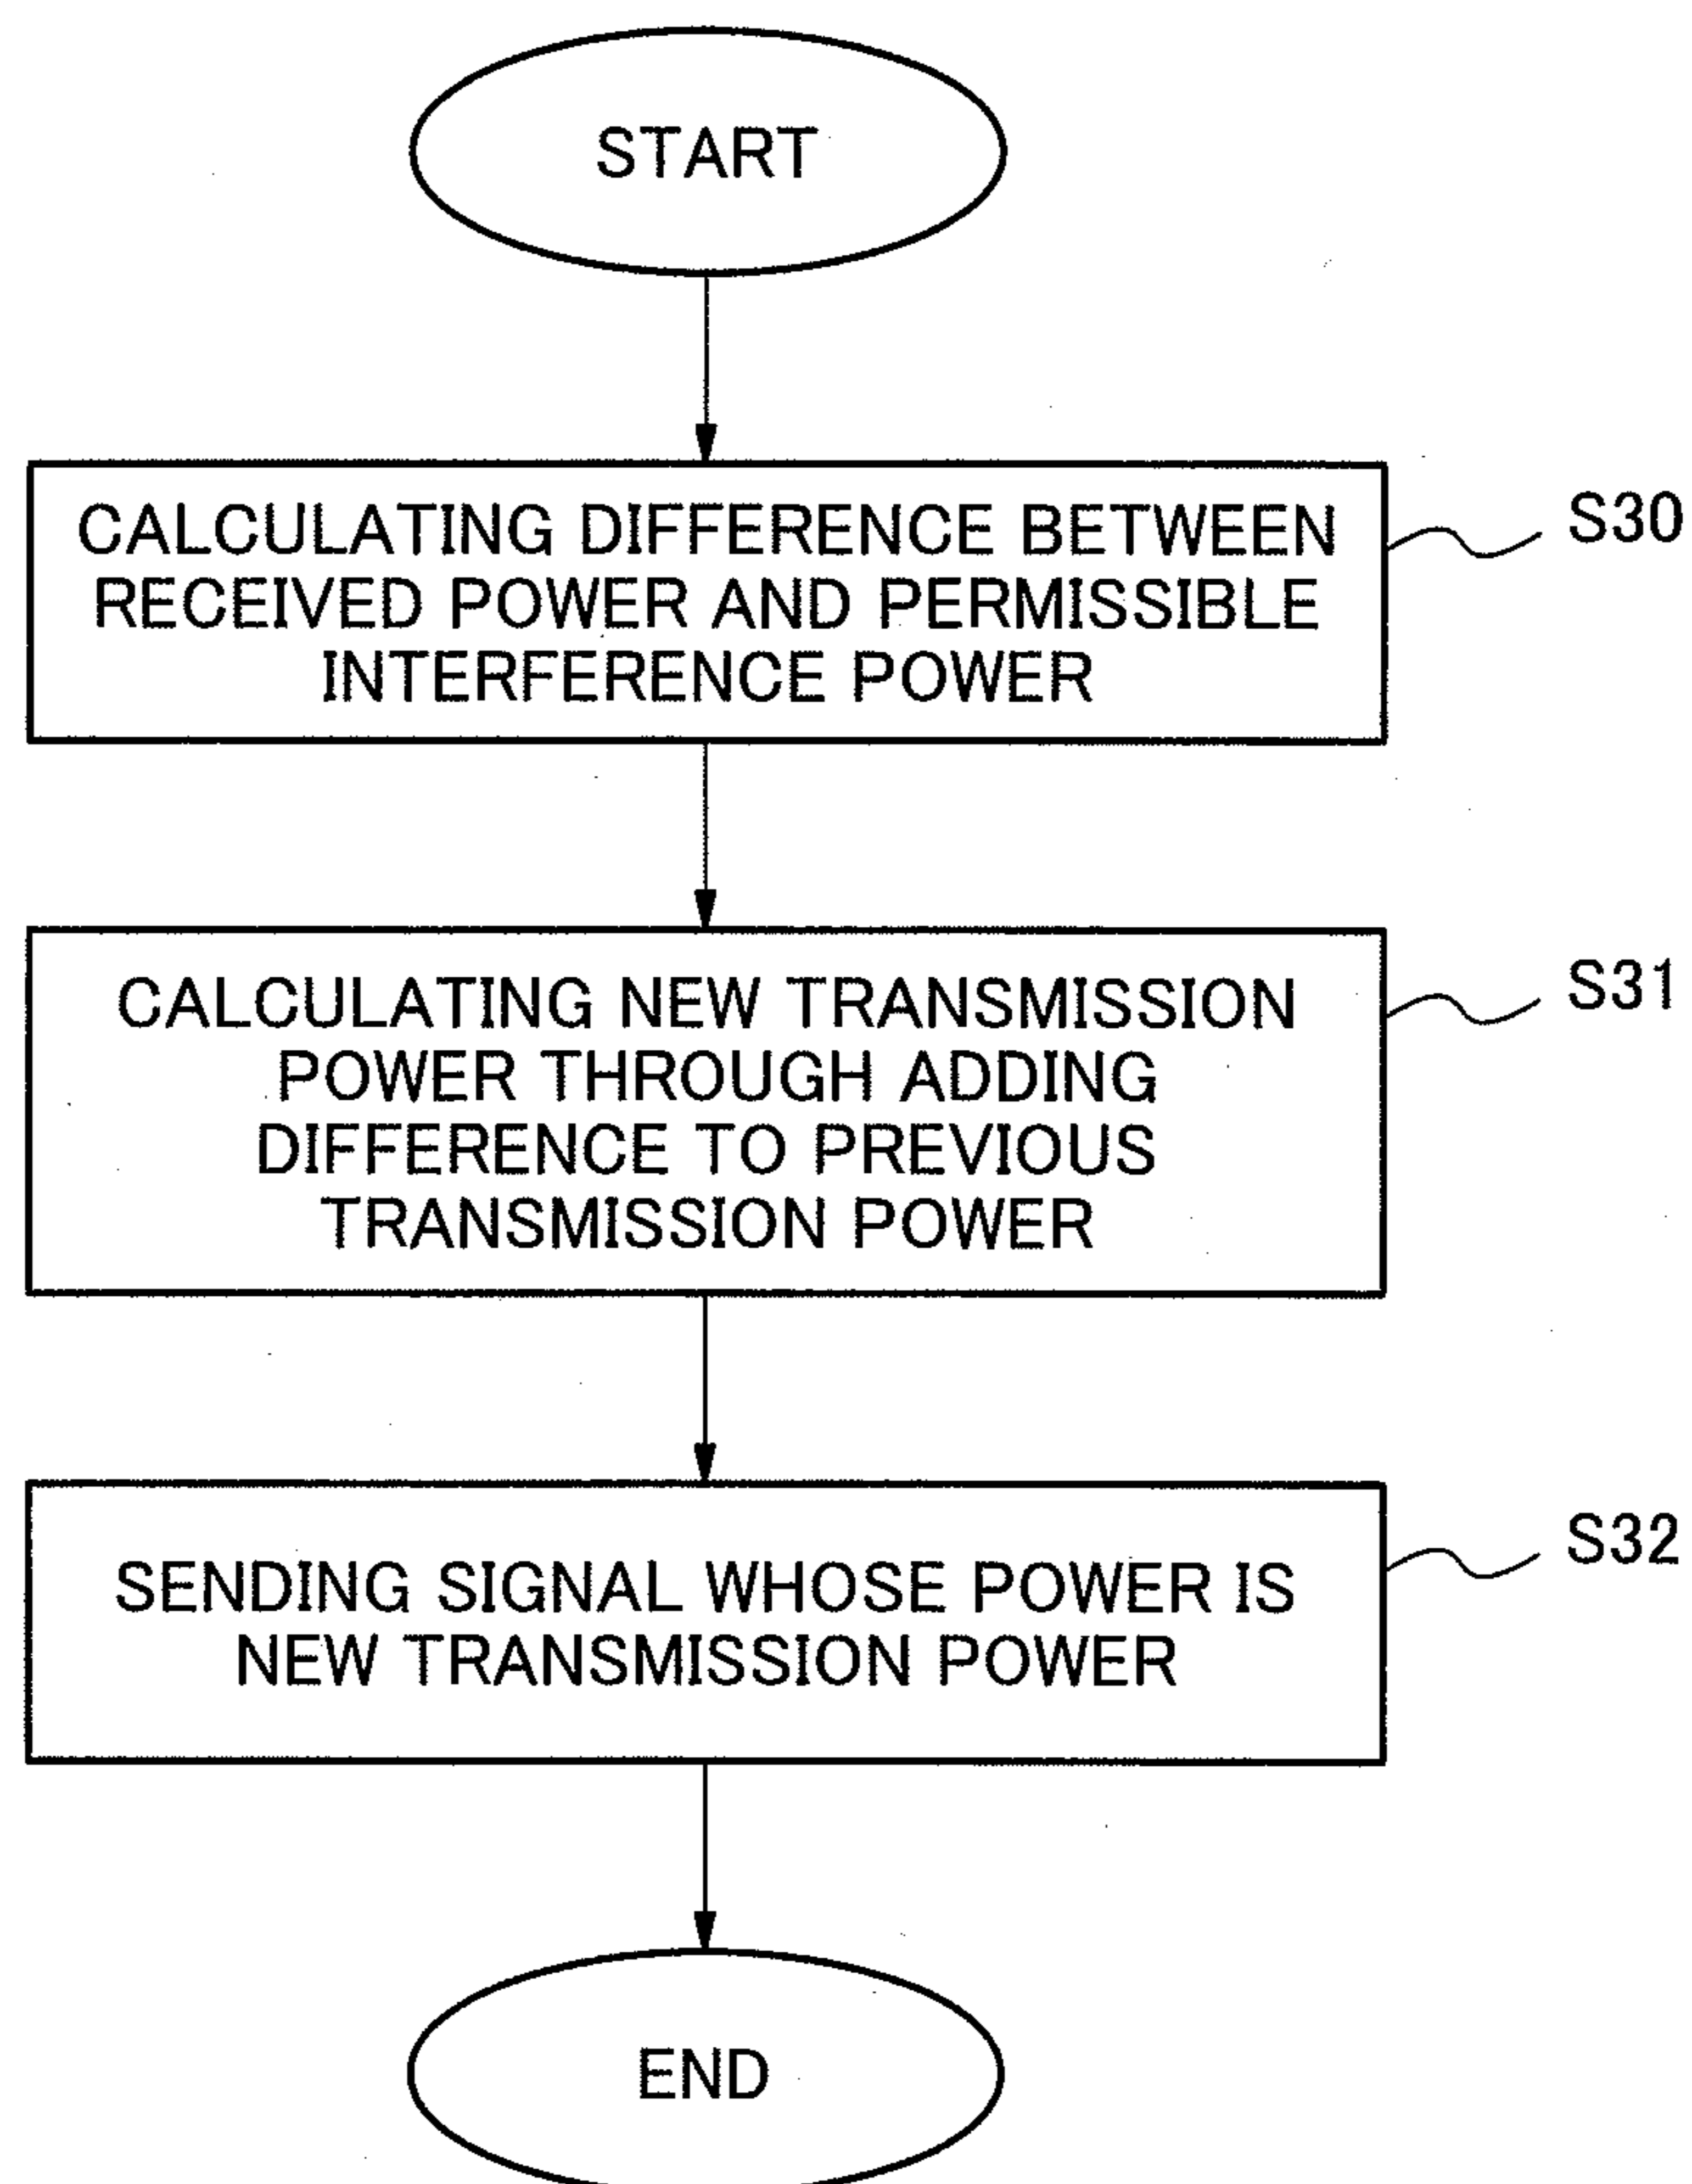 START
CALCULATING DIFFERENCE BETWEEN
RECEIVED POWER AND PERMISSIBLE
INTERFERENCE POWER
S30
CALCULATING NEW TRANSMISSION
POWER THROUGH ADDING
DIFFERENCE TO PREVIOUS
TRANSMISSION POWER
S31
SENDING SIGNAL WHOSE POWER IS
NEW TRANSMISSION POWER
S32
END